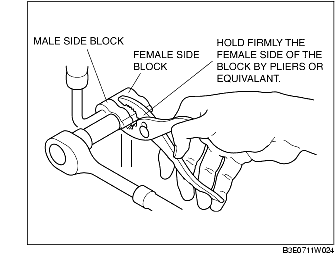 MALE SIDE BLOCK
FEMALE SIDE
BLOCK
HOLD FIRMLY THE
FEMALE SIDE OF THE
BLOCK BY PLIERS OR
EQUIVALANT.
B3E0711W024